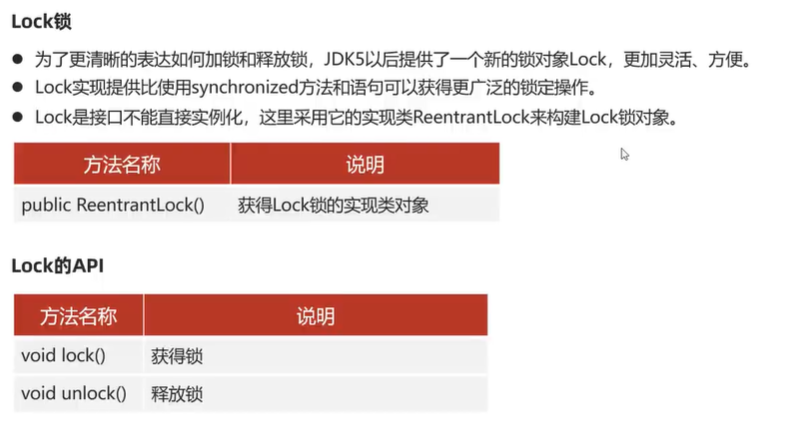 Lock锁
● 为了更清晰的表达如何加锁和释放锁，JDK5以后提供了一个新的锁对象Lock，更加灵活、方便。
● Lock实现提供比使用synchronized方法和语句可以获得更广泛的锁定操作。
● Lock是接口不能直接实例化，这里采用它的实现类ReentrantLock来构建Lock锁对象。
方法名称 说明
public ReentrantLock() 获得Lock锁的实现类对象
Lock的API
方法名称 说明
void lock() 获得锁
void unlock() 释放锁